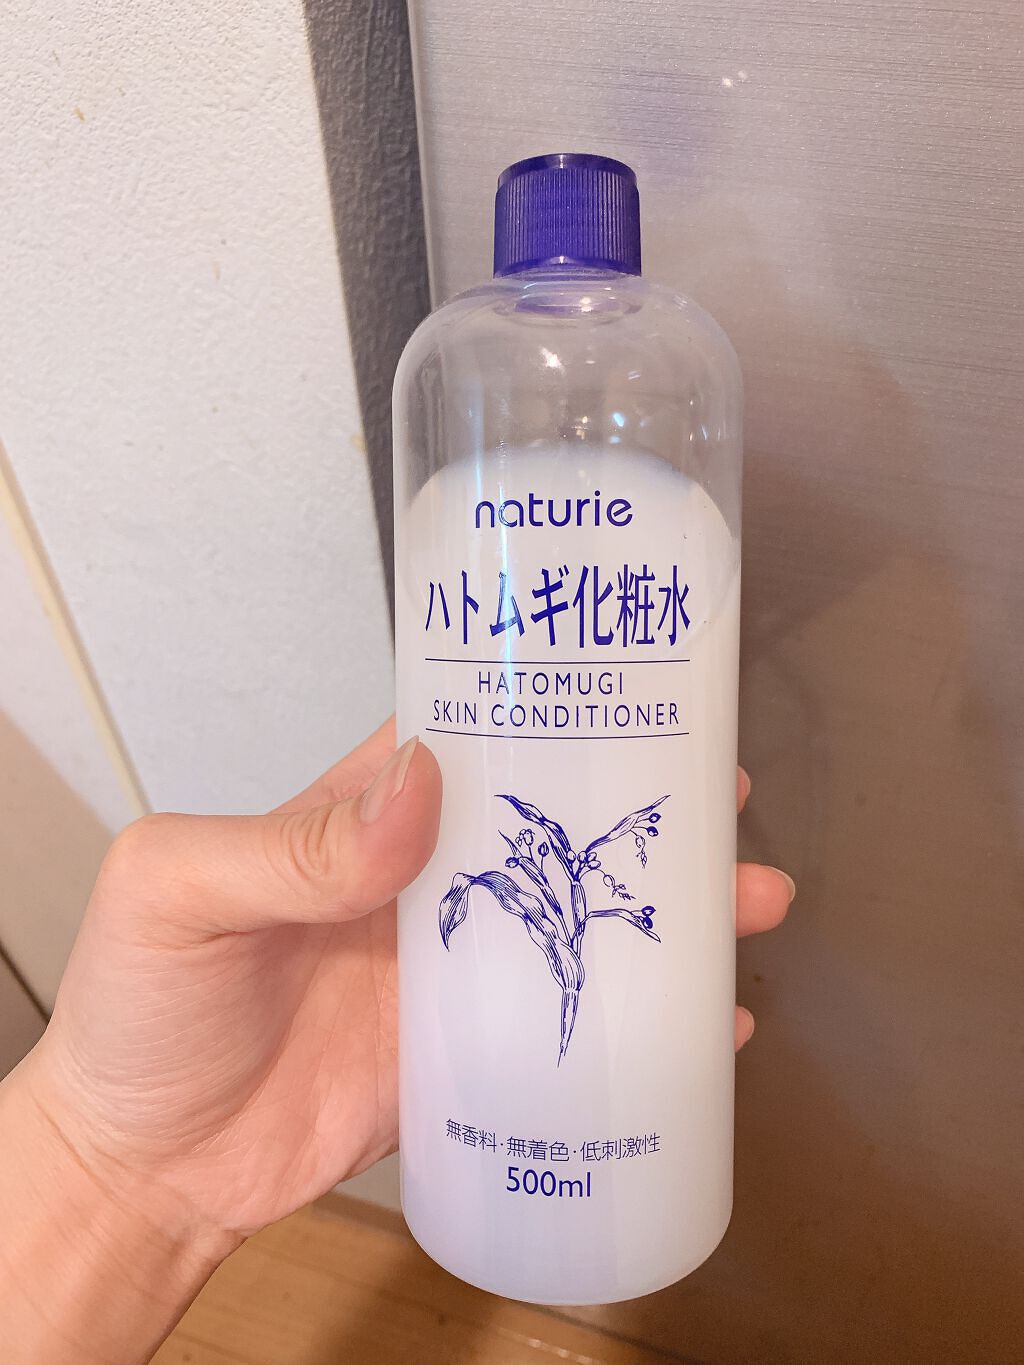 naturie
ハトムギ化粧水
HATOMUGI
SKIN CONDITIONER
無香料・無着色・低刺激性
500ml